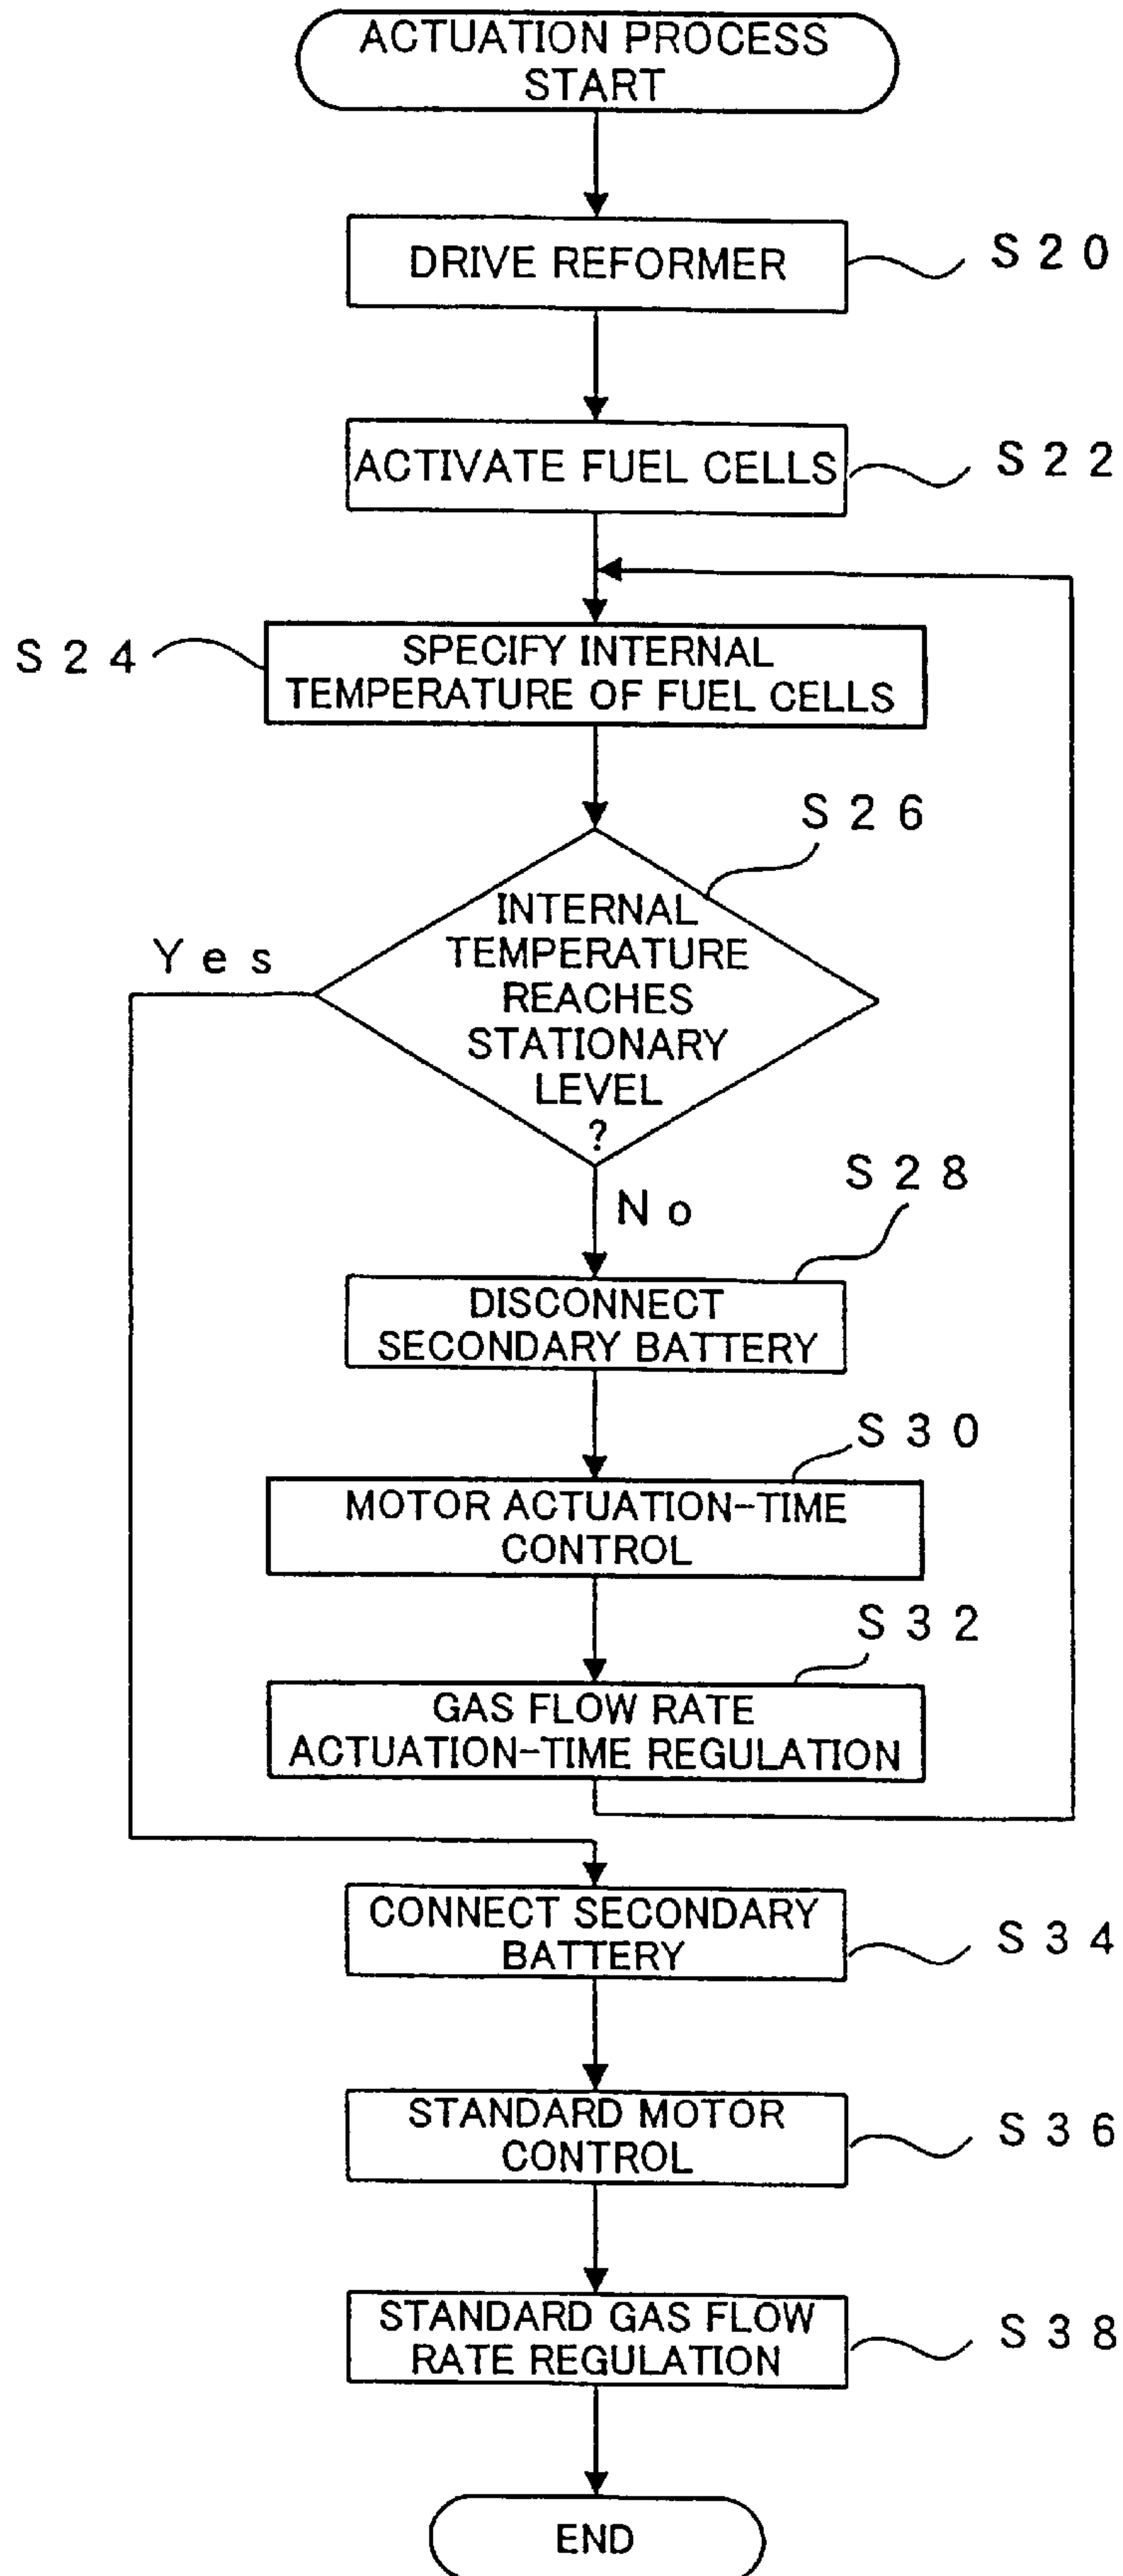 ACTUATION PROCESS
START
DRIVE REFORMER
S20
ACTIVATE FUEL CELLS
S22
S24
SPECIFY INTERNAL
TEMPERATURE OF FUEL CELLS
S26
INTERNAL
TEMPERATURE
REACHES
STATIONARY
LEVEL
?
Yes
No
S28
DISCONNECT
SECONDARY BATTERY
S30
MOTOR ACTUATION-TIME
CONTROL
S32
GAS FLOW RATE
ACTUATION-TIME REGULATION
CONNECT SECONDARY
BATTERY
S34
STANDARD MOTOR
CONTROL
S36
STANDARD GAS FLOW
RATE REGULATION
S38
END